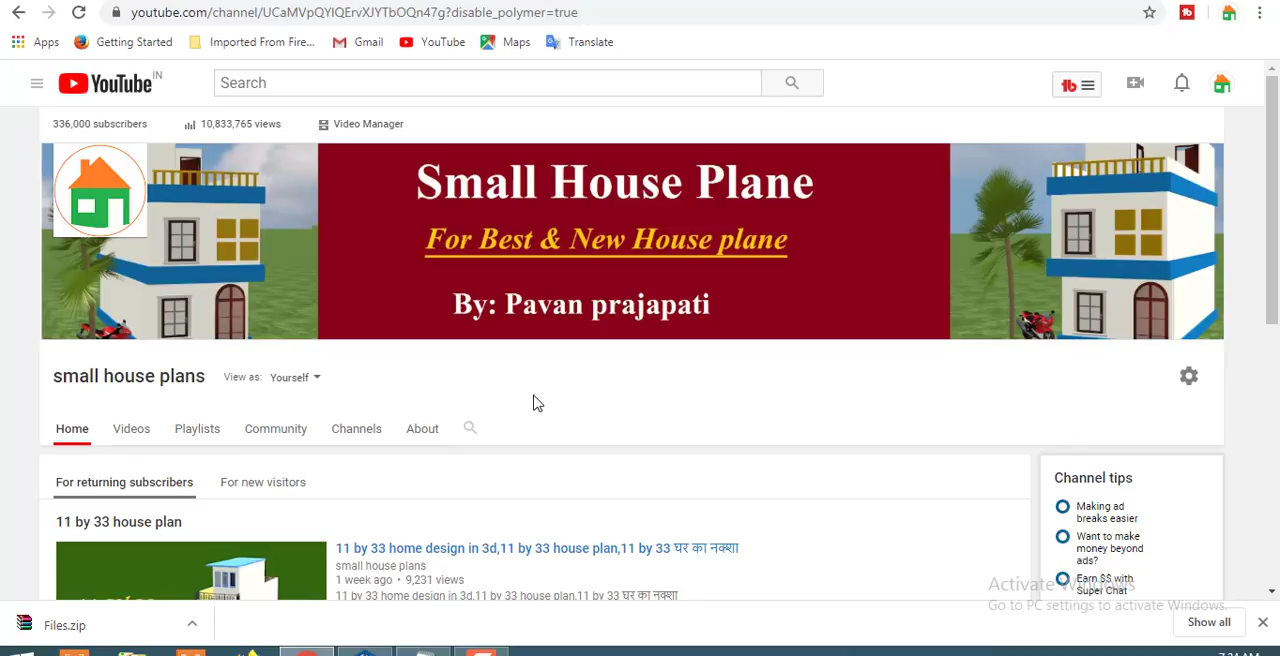 youtube.com/channel/UCaMVpQYIQErvXJYTbOQn47g?disable_polymer=true
Apps Getting Started Imported From Fire... Gmail YouTube Maps Translate
YouTube IN Search
336,000 subscribers 10,833,765 views Video Manager
Small House Plane
For Best & New House plane
By: Pavan prajapati
small house plans View as: Yourself
Home Videos Playlists Community Channels About
For returning subscribers For new visitors
11 by 33 house plan
11 by 33 home design in 3d,11 by 33 house plan,11 by 33 घर का नक्शा
small house plans
1 week ago • 9,231 views
11 by 33 home design in 3d,11 by 33 house plan,11 by 33 घर का नक्शा
Channel tips
Making ad
breaks easier
Want to make
money beyond
ads?
Earn $$ with
Super Chat
Activate Windows
Go to PC settings to activate Windows.
Files.zip Show all